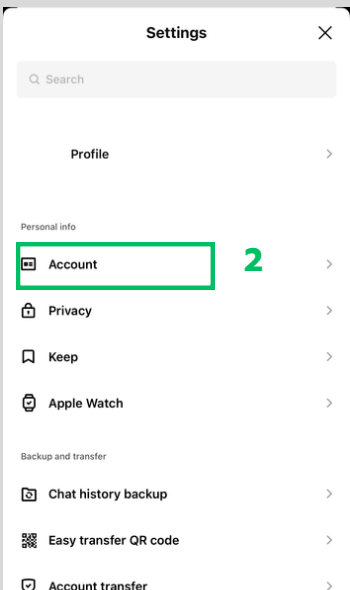 Settings
Search
Profile
Personal info
Account
2
Privacy
Keep
Apple Watch
Backup and transfer
Chat history backup
Easy transfer QR code
Account transfer